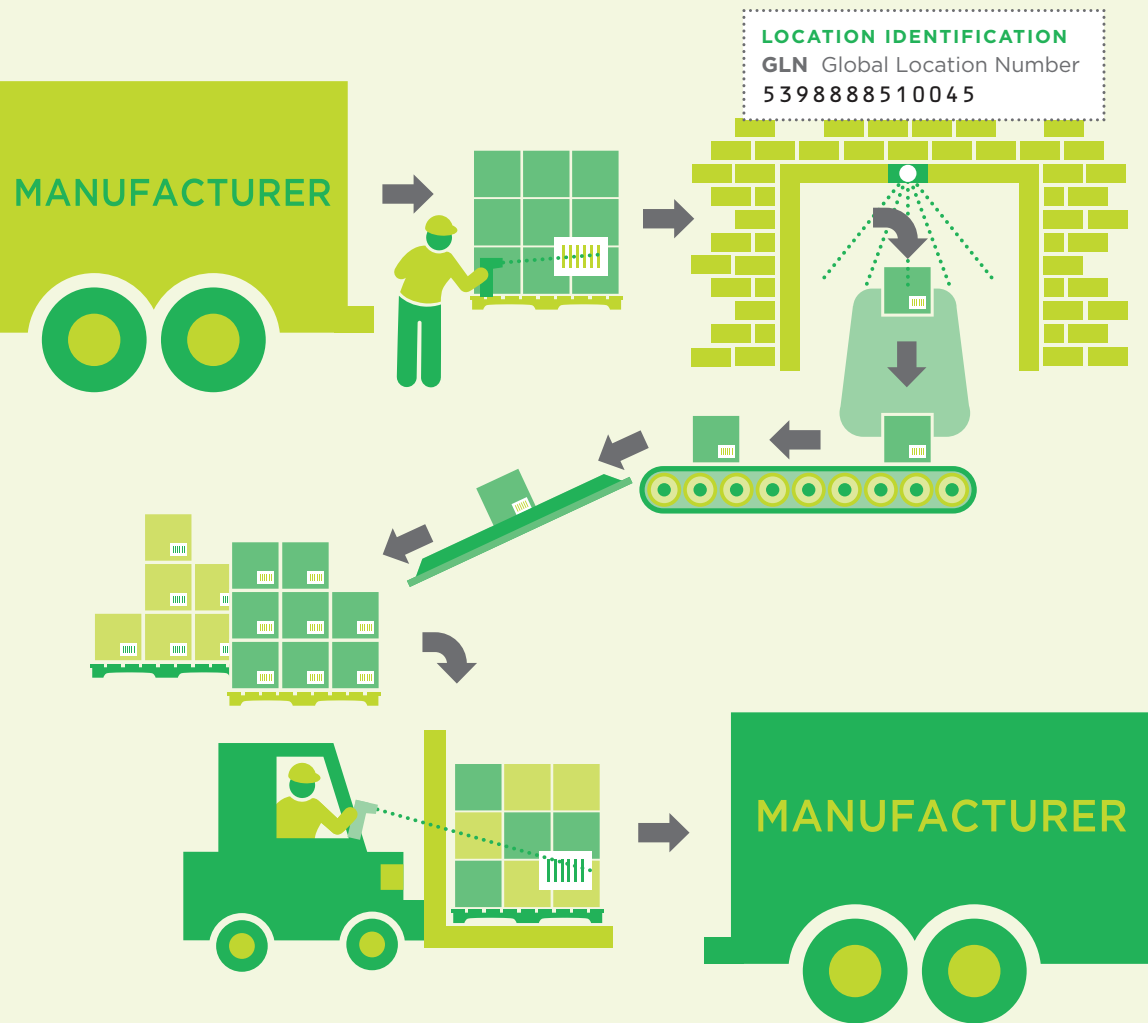 LOCATION IDENTIFICATION
GLN Global Location Number
5398888510045
MANUFACTURER
MANUFACTURER